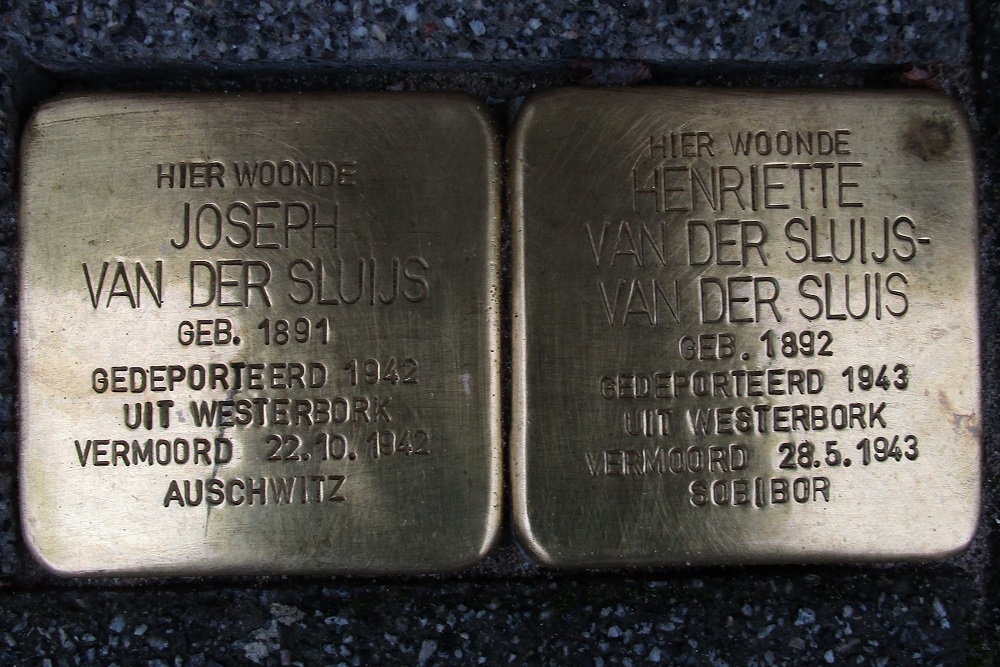 HIER WOONDE
JOSEPH
VAN DER SLUIJS
GEB. 1891
GEDEPORTEERD 1942
UIT WESTERBORK
VERMOORD 22.10.1942
AUSCHWITZ
HIER WOONDE
HENRIETTE
VAN DER SLUIJS-
VAN DER SLUIS
GEB. 1892
GEDEPORTEERD 1943
UIT WESTERBORK
VERMOORD 28.5.1943
SOBIBOR